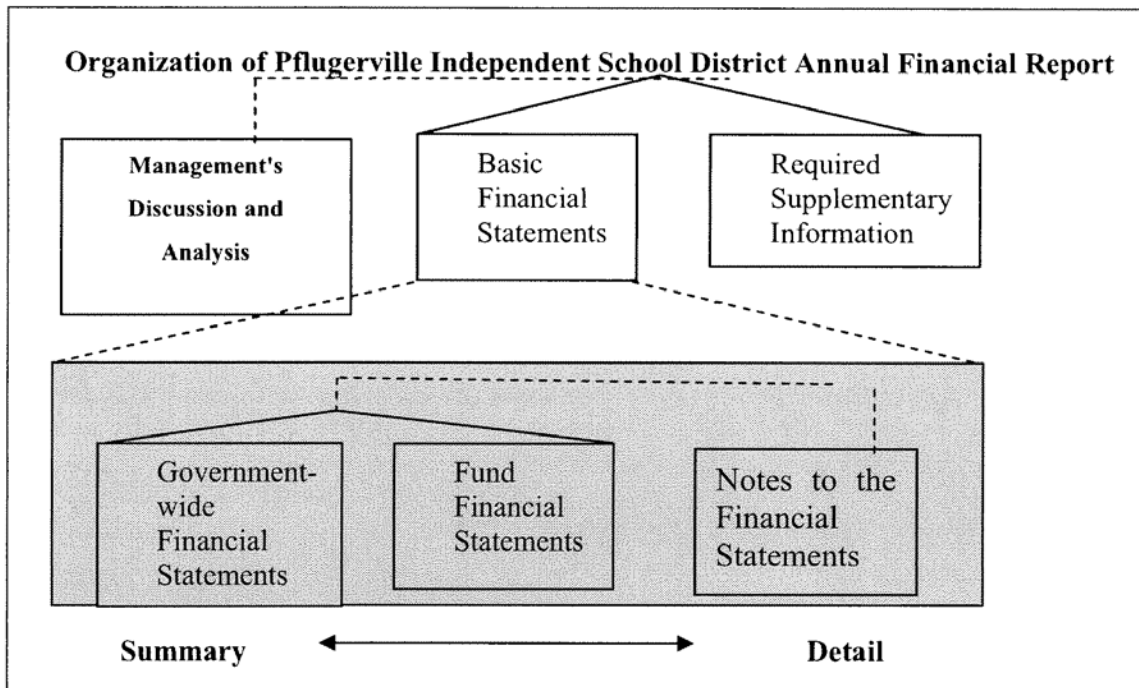 Organization of Pflugerville Independent School District Annual Financial Report
Management's
Discussion and
Analysis
Basic
Financial
Statements
Required
Supplementary
Information
Government-
wide
Financial
Statements
Fund
Financial
Statements
Notes to the
Financial
Statements
Summary
Detail